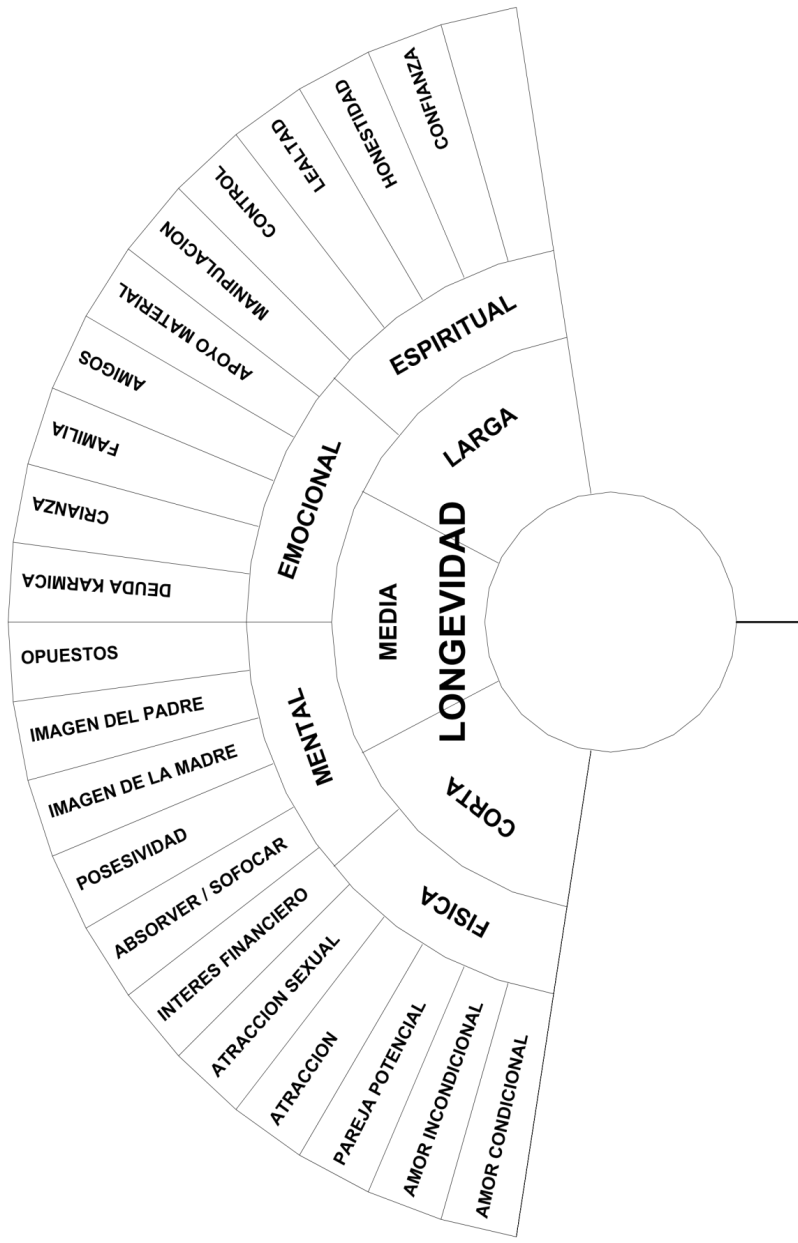 AMOR CONDICIONAL
AMOR INCONDICIONAL
PAREJA POTENCIAL
ATRACCION
ATRACCION SEXUAL
INTERES FINANCIERO
ABSORVER / SOFOCAR
POSESIVIDAD
IMAGEN DE LA MADRE
IMAGEN DEL PADRE
OPUESTOS
DEUDA KARMICA
CRIANZA
FAMILIA
AMIGOS
APOYO MATERIAL
MANIPULACION
CONTROL
LEALTAD
HONESTIDAD
CONFIANZA
FISICA
MENTAL
EMOCIONAL
ESPIRITUAL
CORTA
MEDIA
LARGA
LONGEVIDAD